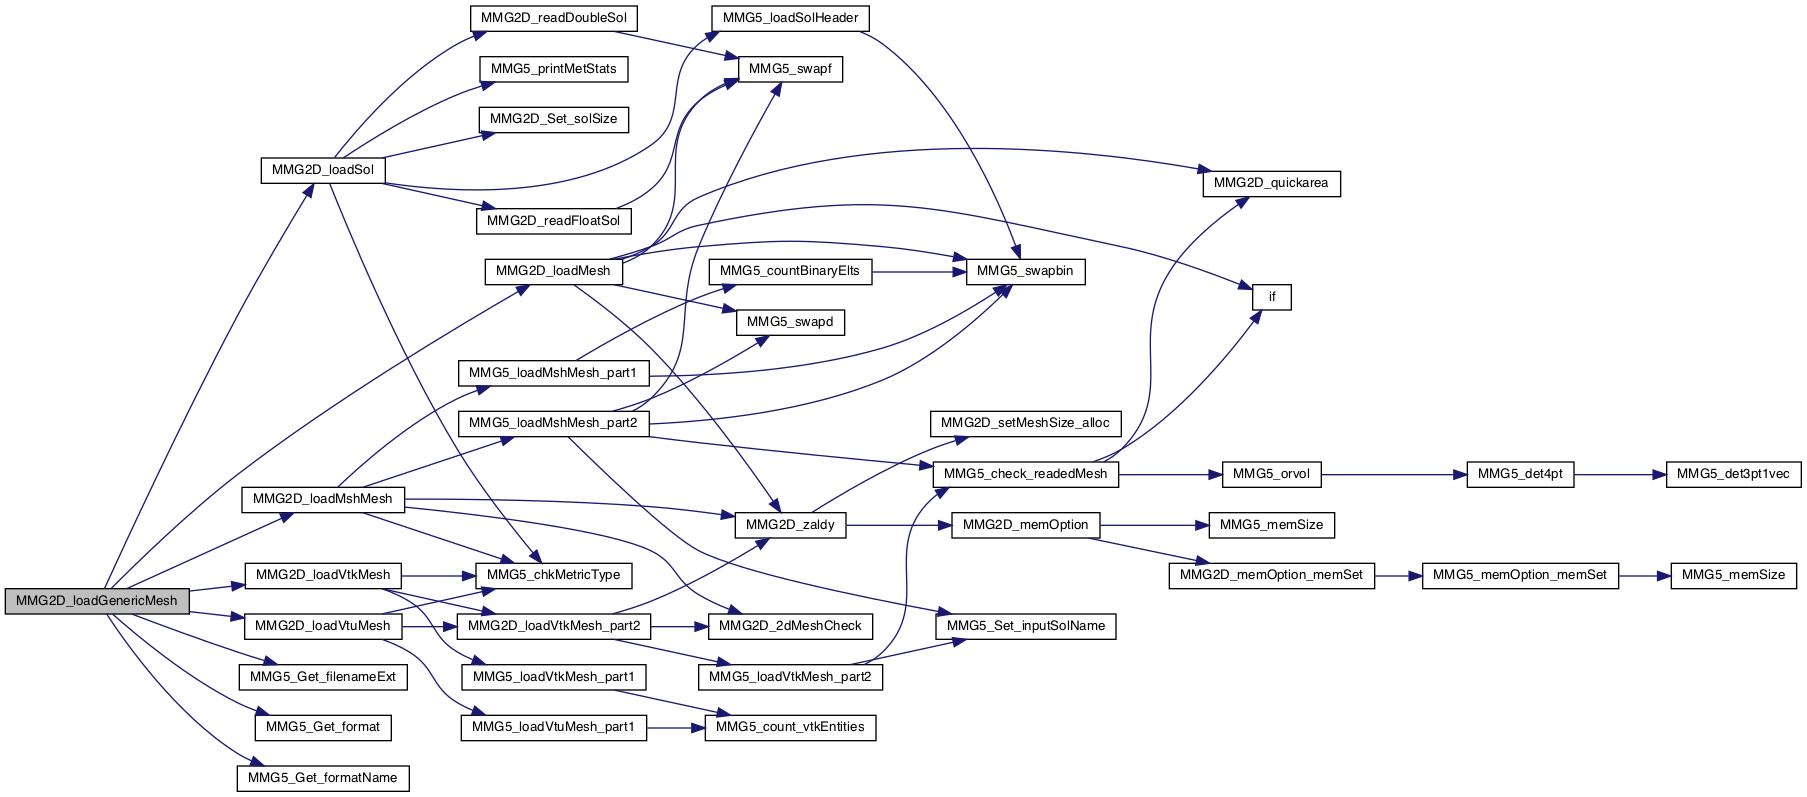 MMG2D_readDoubleSol
MMG5_loadSolHeader
MMG5_printMetStats
MMG5_swapf
MMG2D_Set_solSize
MMG2D_loadSol
MMG2D_quickarea
MMG2D_readFloatSol
MMG2D_loadMesh
MMG5_countBinaryElts
MMG5_swapbin
if
MMG5_swapd
MMG5_loadMshMesh_part1
MMG5_loadMshMesh_part2
MMG2D_setMeshSize_alloc
MMG5_check_readedMesh
MMG5_orvol
MMG5_det4pt
MMG5_det3pt1vec
MMG2D_loadMshMesh
MMG2D_zaldy
MMG2D_memOption
MMG5_memSize
MMG2D_loadVtkMesh
MMG5_chkMetricType
MMG2D_memOption_memSet
MMG5_memOption_memSet
MMG5_memSize
MMG2D_loadGenericMesh
MMG2D_loadVtuMesh
MMG2D_loadVtkMesh_part2
MMG2D_2dMeshCheck
MMG5_Set_inputSolName
MMG5_Get_filenameExt
MMG5_loadVtkMesh_part1
MMG5_loadVtkMesh_part2
MMG5_Get_format
MMG5_loadVtuMesh_part1
MMG5_count_vtkEntities
MMG5_Get_formatName